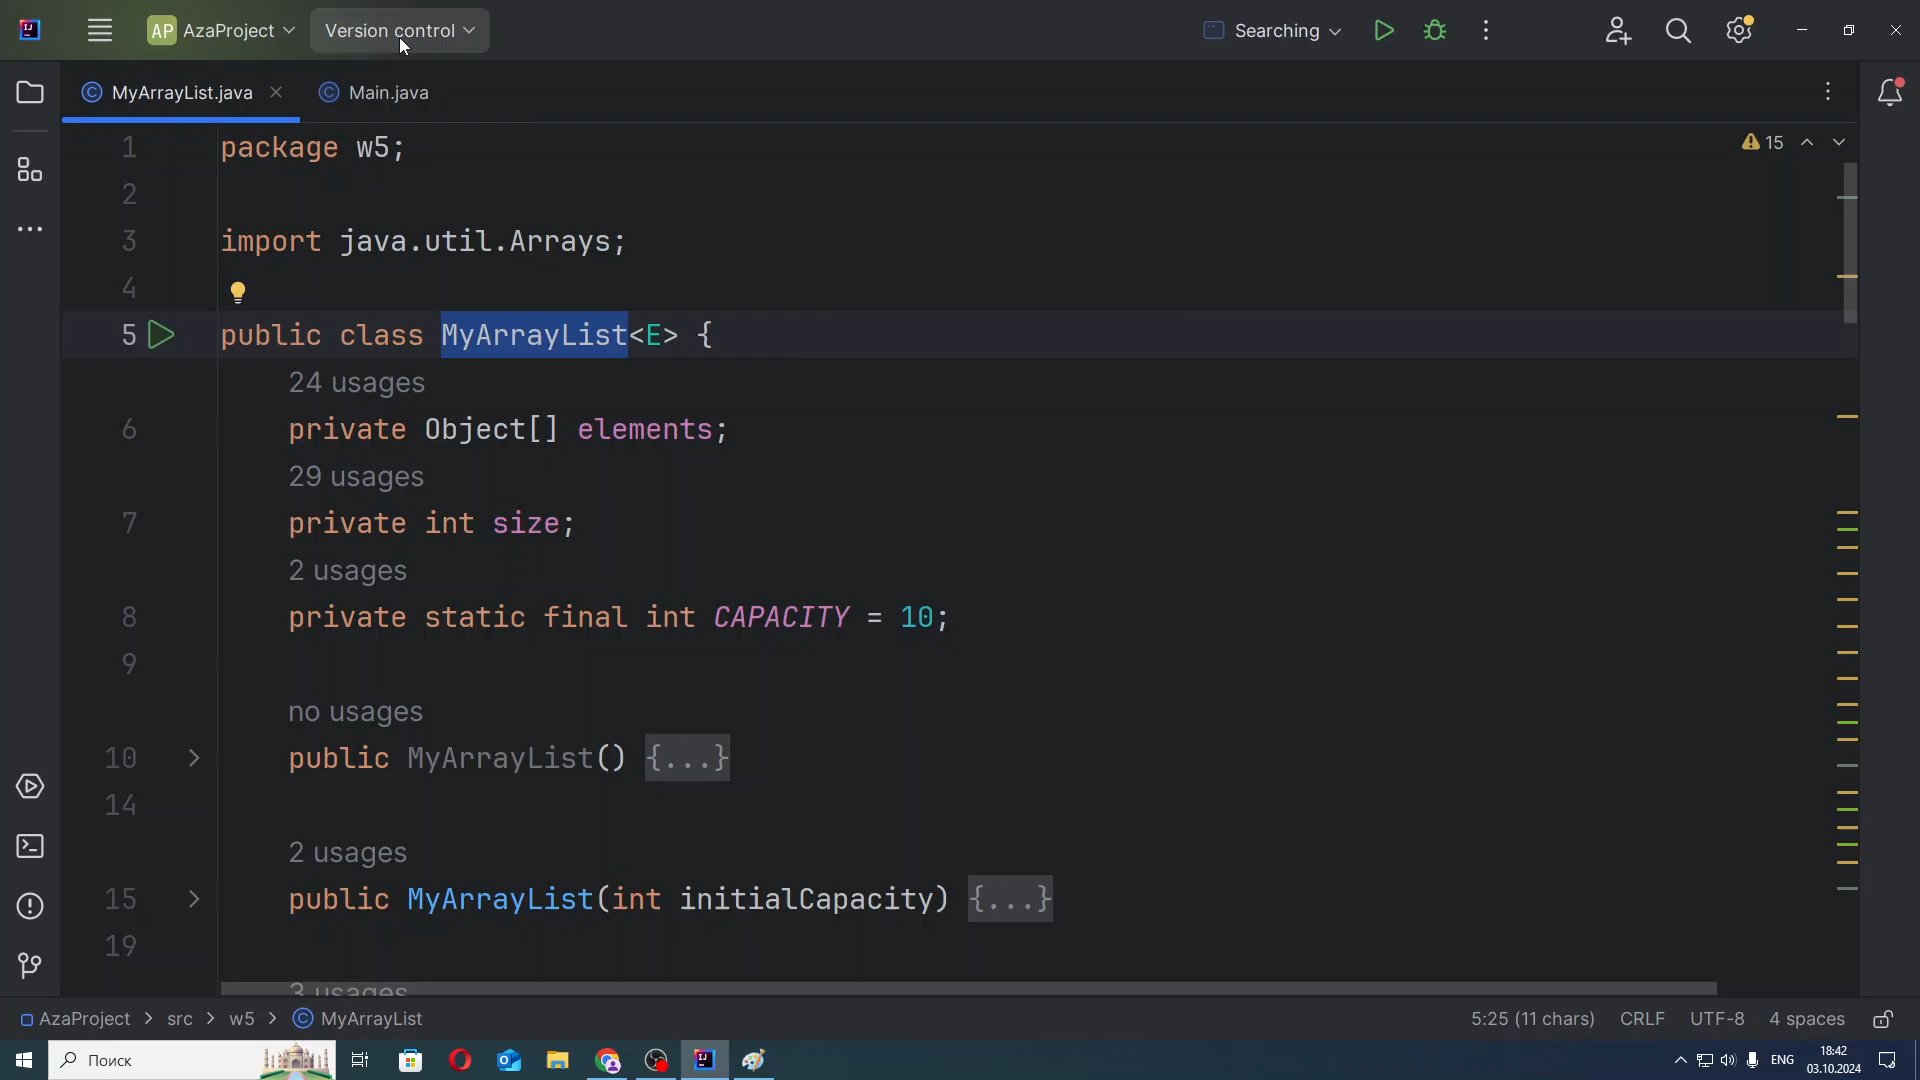 AP AzaProject Version control Searching
MyArrayList.java Main.java
1 package w5; 15
2
3 import java.util.Arrays;
4
5 public class MyArrayList<E> {
24 usages
6 private Object[] elements;
29 usages
7 private int size;
2 usages
8 private static final int CAPACITY = 10;
9
no usages
10 public MyArrayList() {...}
14
2 usages
15 public MyArrayList(int initialCapacity) {...}
19
3 usages
AzaProject > src > w5 > MyArrayList 5:25 (11 chars) CRLF UTF-8 4 spaces
Поиск ENG 18:42
03.10.2024